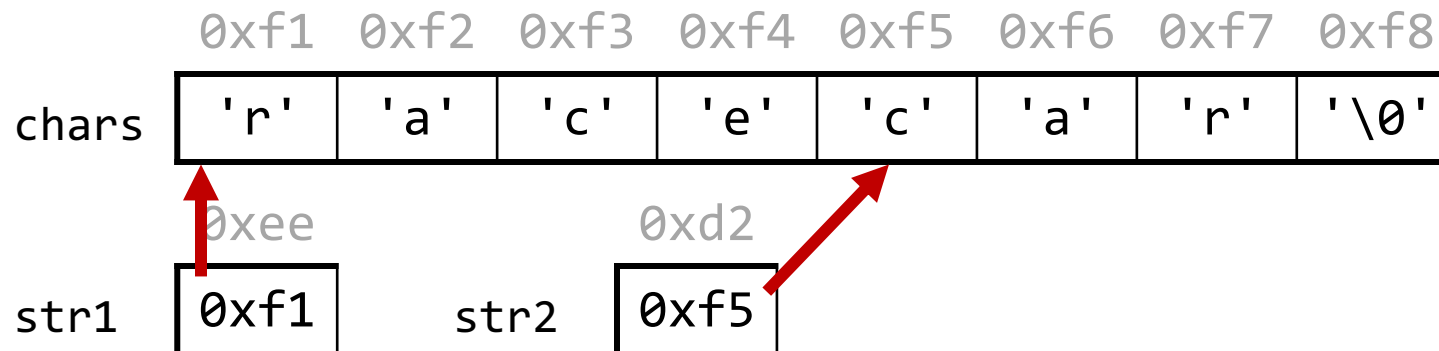 0xf1 0xf2 0xf3 0xf4 0xf5 0xf6 0xf7 0xf8
chars 'r' 'a' 'c' 'e' 'c' 'a' 'r' '\0'
0xee 0xd2
str1 0xf1 str2 0xf5